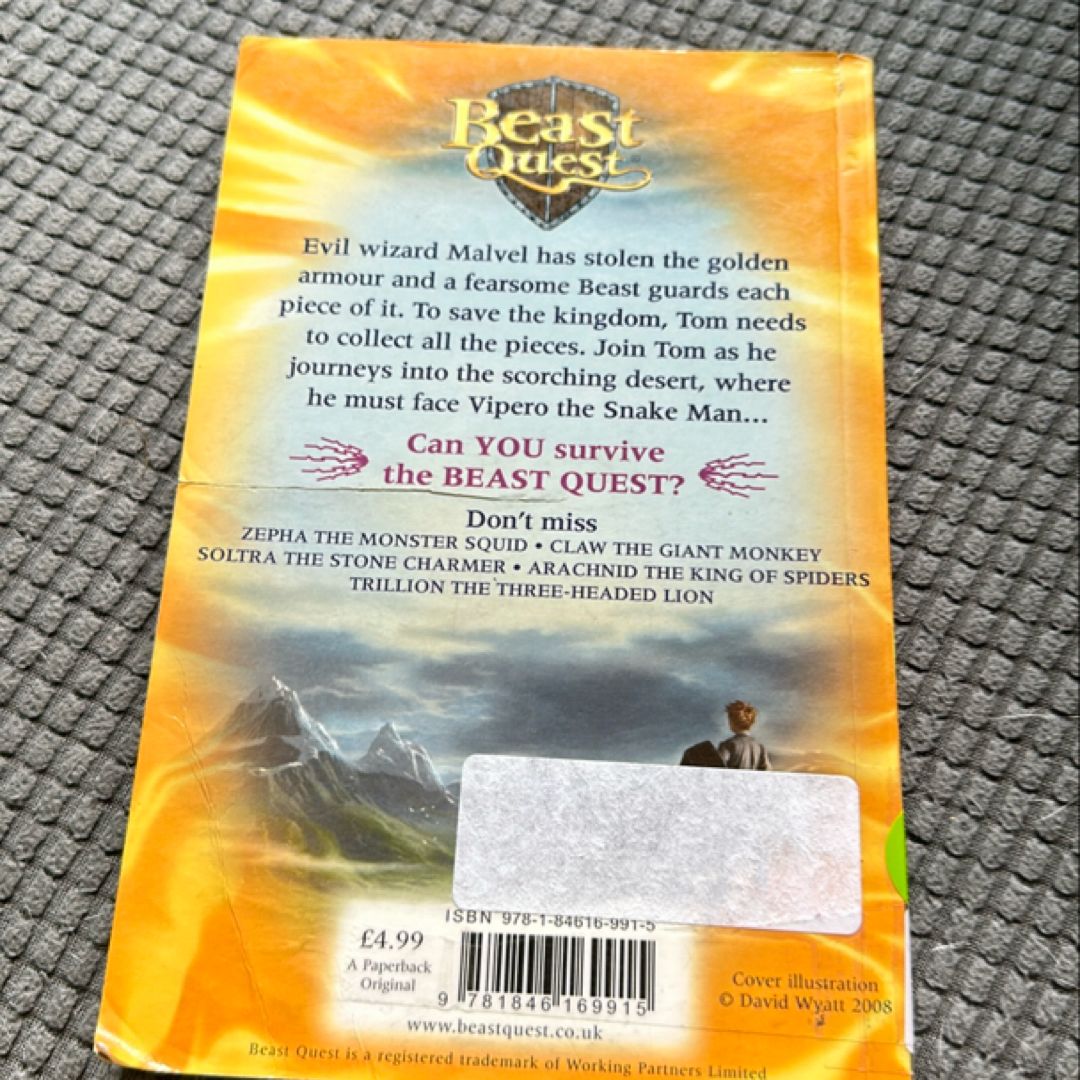 Beast
Quest
Evil wizard Malvel has stolen the golden
armour and a fearsome Beast guards each
piece of it. To save the kingdom, Tom needs
to collect all the pieces. Join Tom as he
journeys into the scorching desert, where
he must face Vipero the Snake Man...
Can YOU survive
the BEAST QUEST?
Don't miss
ZEPHA THE MONSTER SQUID • CLAW THE GIANT MONKEY
SOLTRA THE STONE CHARMER • ARACHNID THE KING OF SPIDERS
TRILLION THE THREE-HEADED LION
ISBN 978-1-84616-991-5
£4.99
A Paperback
Original
9 781846 169915
Cover illustration
© David Wyatt 2008
www.beastquest.co.uk
Beast Quest is a registered trademark of Working Partners Limited